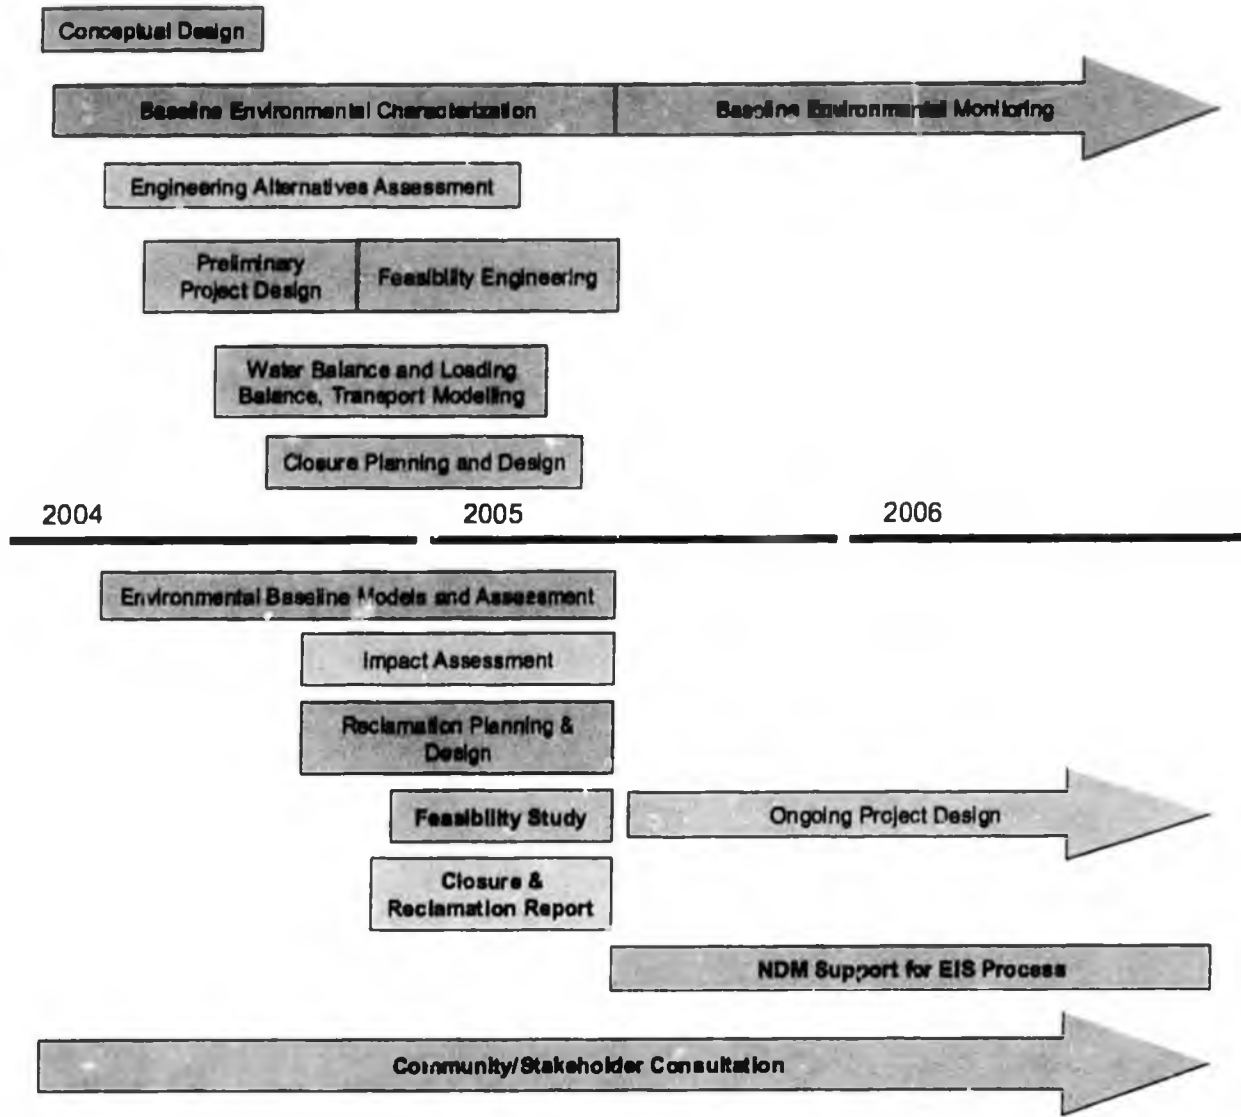 Conceptual Design
Baseline Environmental Characterization
Baseline Environmental Monitoring
Engineering Alternatives Assessment
Preliminary
Project Design
Feasibility Engineering
Water Balance and Loading
Balance, Transport Modelling
Closure Planning and Design
2004
2005
2006
Environmental Baseline Models and Assessment
Impact Assessment
Reclamation Planning &
Design
Feasibility Study
Ongoing Project Design
Closure &
Reclamation Report
NDM Support for EIS Process
Community/Stakeholder Consultation